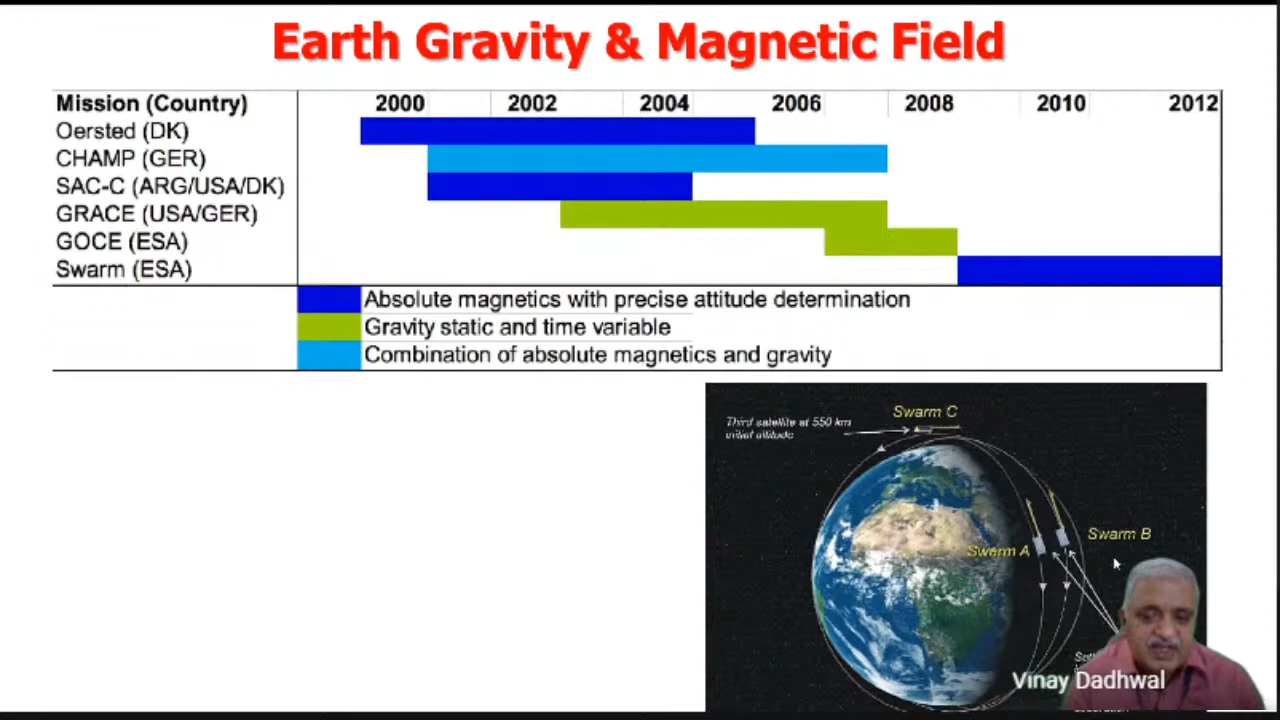 Earth Gravity & Magnetic Field
Mission (Country) 2000 2002 2004 2006 2008 2010 2012
Oersted (DK)
CHAMP (GER)
SAC-C (ARG/USA/DK)
GRACE (USA/GER)
GOCE (ESA)
Swarm (ESA)
Absolute magnetics with precise attitude determination
Gravity static and time variable
Combination of absolute magnetics and gravity
Swarm C
Third satellite at 550 km
initial altitude
Swarm B
Swarm A
Vinay Dadhwal